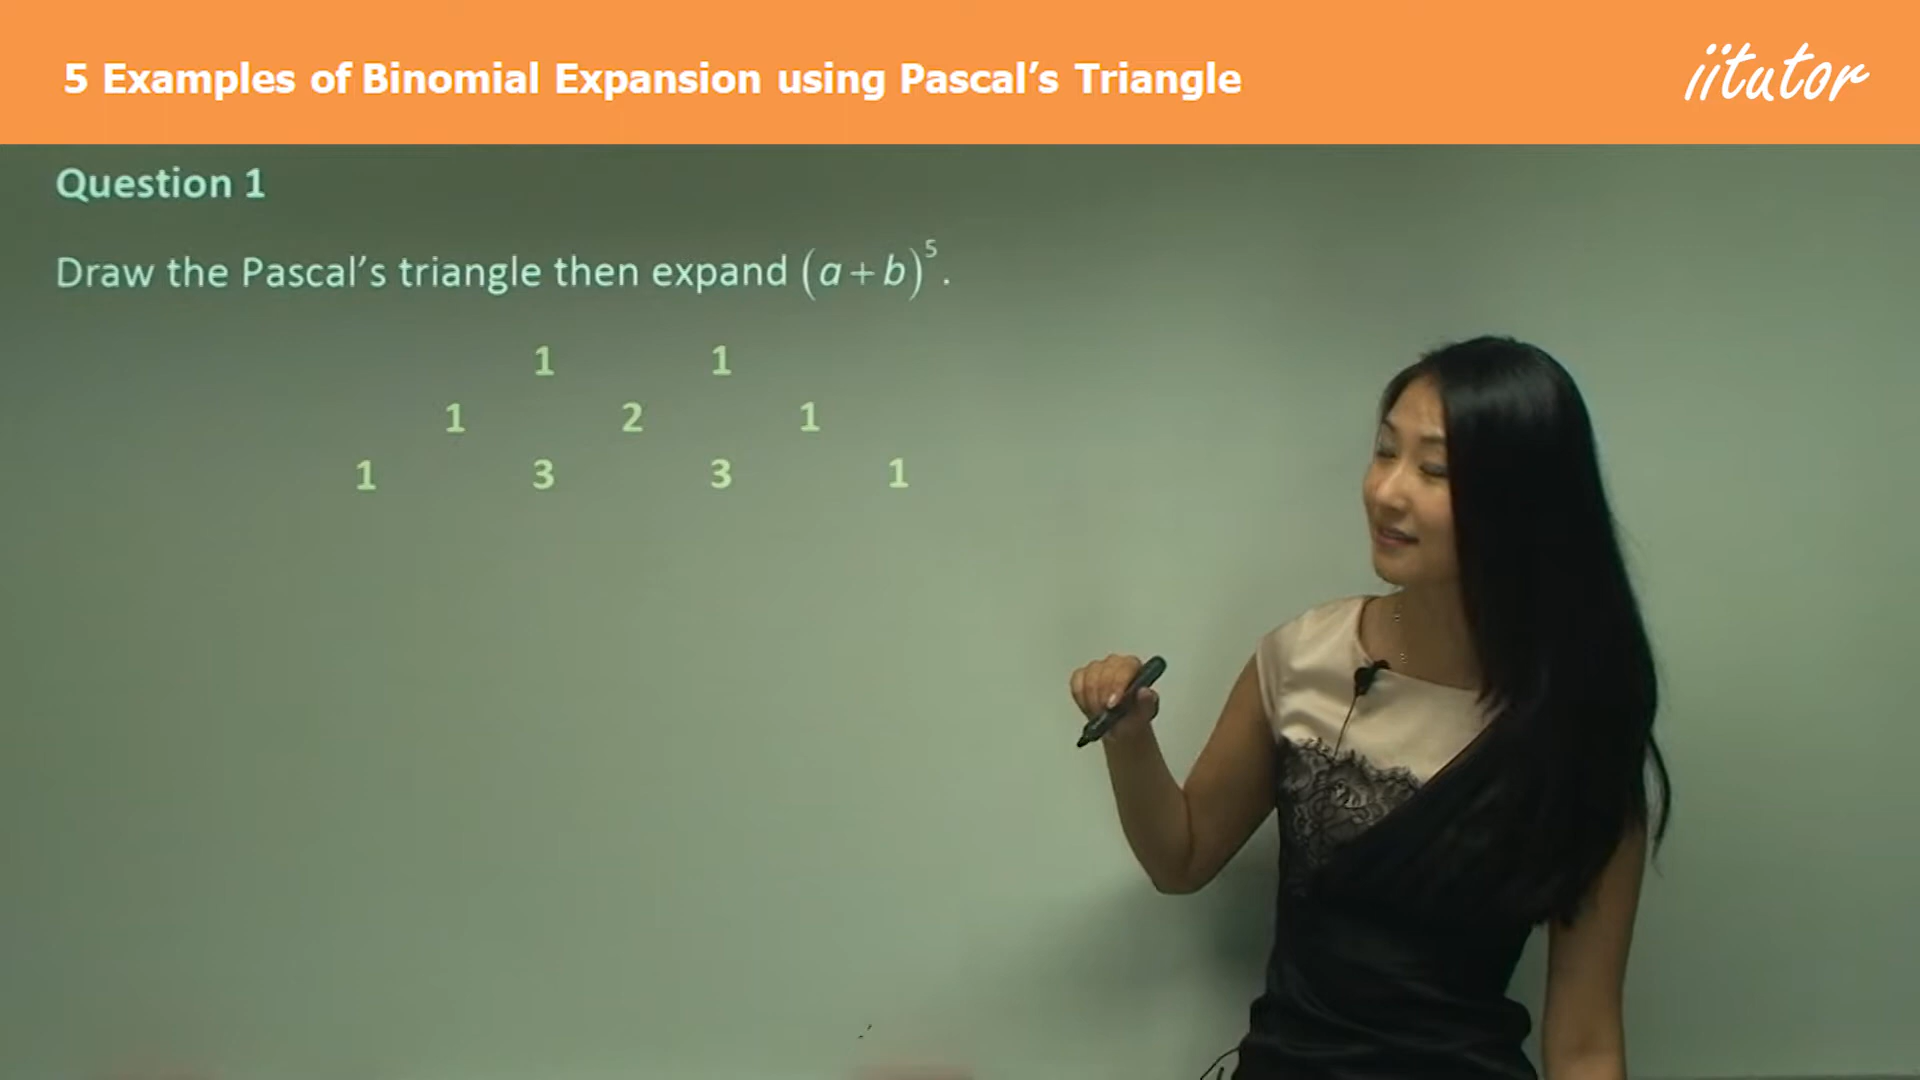 5 Examples of Binomial Expansion using Pascal's Triangle
iitutor
Question 1
Draw the Pascal's triangle then expand (a+b)⁵.
1 1
1 2 1
1 3 3 1